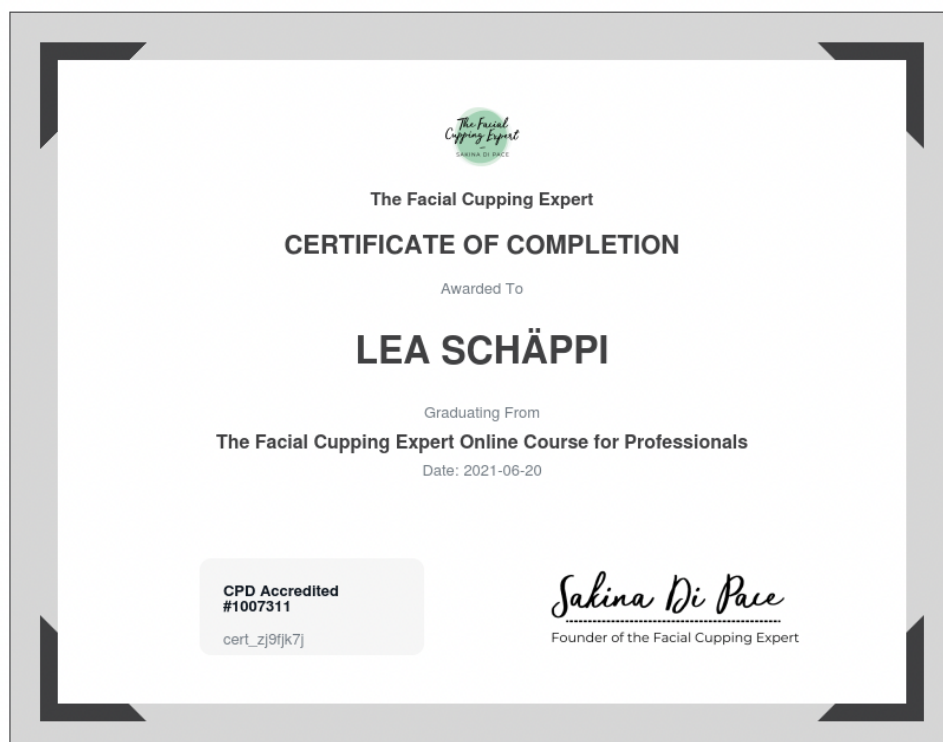 The Facial
Cupping Expert
SAKINA DI PACE
The Facial Cupping Expert
CERTIFICATE OF COMPLETION
Awarded To
LEA SCHÄPPI
Graduating From
The Facial Cupping Expert Online Course for Professionals
Date: 2021-06-20
CPD Accredited
#1007311
cert_zj9fjk7j
Sakina Di Pace
Founder of the Facial Cupping Expert